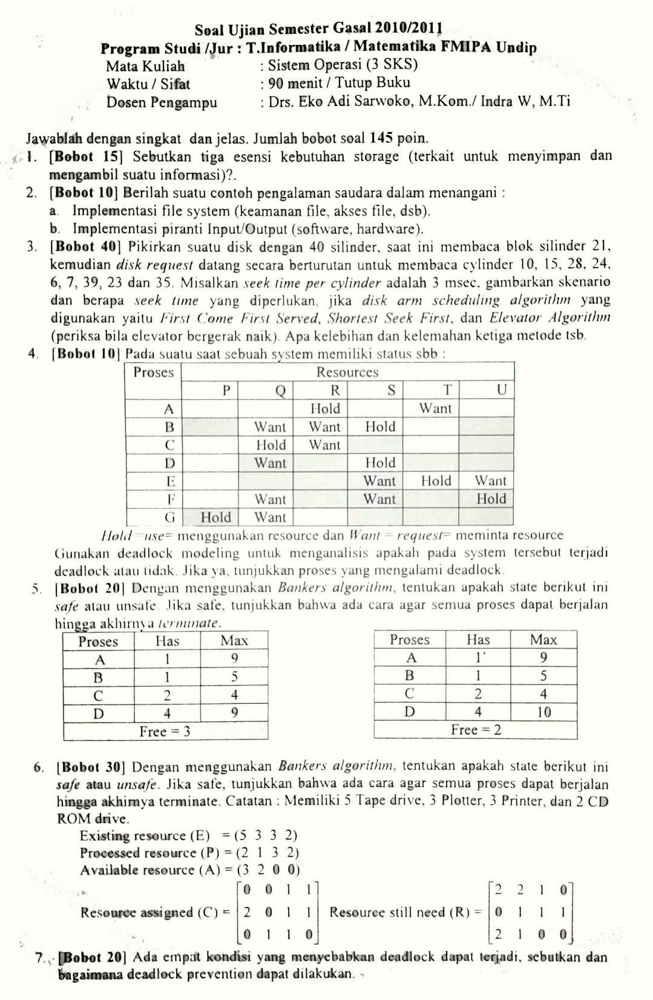 Soal Ujian Semester Gasal 2010/2011
Program Studi /Jur : T.Informatika / Matematika FMIPA Undip
Mata Kuliah : Sistem Operasi (3 SKS)
Waktu / Sifat : 90 menit / Tutup Buku
Dosen Pengampu : Drs. Eko Adi Sarwoko, M.Kom./ Indra W, M.Ti
Jawablah dengan singkat dan jelas. Jumlah bobot soal 145 poin.
1. [Bobot 15] Sebutkan tiga esensi kebutuhan storage (terkait untuk menyimpan dan
mengambil suatu informasi)?.
2. [Bobot 10] Berilah suatu contoh pengalaman saudara dalam menangani :
a. Implementasi file system (keamanan file, akses file, dsb).
b. Implementasi piranti Input/Output (software, hardware).
3. [Bobot 40] Pikirkan suatu disk dengan 40 silinder, saat ini membaca blok silinder 21,
kemudian disk request datang secara berturutan untuk membaca cylinder 10, 15, 28, 24,
6, 7, 39, 23 dan 35. Misalkan seek time per cylinder adalah 3 msec, gambarkan skenario
dan berapa seek time yang diperlukan, jika disk arm scheduling algorithm yang
digunakan yaitu First Come First Served, Shortest Seek First, dan Elevator Algorithm
(periksa bila elevator bergerak naik). Apa kelebihan dan kelemahan ketiga metode tsb.
4. [Bobot 10] Pada suatu saat sebuah system memiliki status sbb :
Proses Resources
P Q R S T U
A Hold Want
B Want Want Hold
C Hold Want
D Want Hold
E Want Hold Want
F Want Want Hold
G Hold Want
Hold =use= menggunakan resource dan Want = request= meminta resource
Gunakan deadlock modeling untuk menganalisis apakah pada system tersebut terjadi
deadlock atau tidak. Jika ya, tunjukkan proses yang mengalami deadlock.
5. [Bobot 20] Dengan menggunakan Bankers algorithm, tentukan apakah state berikut ini
safe atau unsafe. Jika safe, tunjukkan bahwa ada cara agar semua proses dapat berjalan
hingga akhirnya terminate.
Proses Has Max
A 1 9
B 1 5
C 2 4
D 4 9
Free = 3
Proses Has Max
A 1 9
B 1 5
C 2 4
D 4 10
Free = 2
6. [Bobot 30] Dengan menggunakan Bankers algorithm, tentukan apakah state berikut ini
safe atau unsafe. Jika safe, tunjukkan bahwa ada cara agar semua proses dapat berjalan
hingga akhirnya terminate. Catatan : Memiliki 5 Tape drive, 3 Plotter, 3 Printer, dan 2 CD
ROM drive.
Existing resource (E) = (5 3 3 2)
Processed resource (P) = (2 1 3 2)
Available resource (A) = (3 2 0 0)
0 0 1 1 2 2 1 0
Resource assigned (C) = 2 0 1 1 Resource still need (R) = 0 1 1 1
0 1 1 0 2 1 0 0
7. [Bobot 20] Ada empat kondisi yang menyebabkan deadlock dapat terjadi, sebutkan dan
bagaimana deadlock prevention dapat dilakukan.